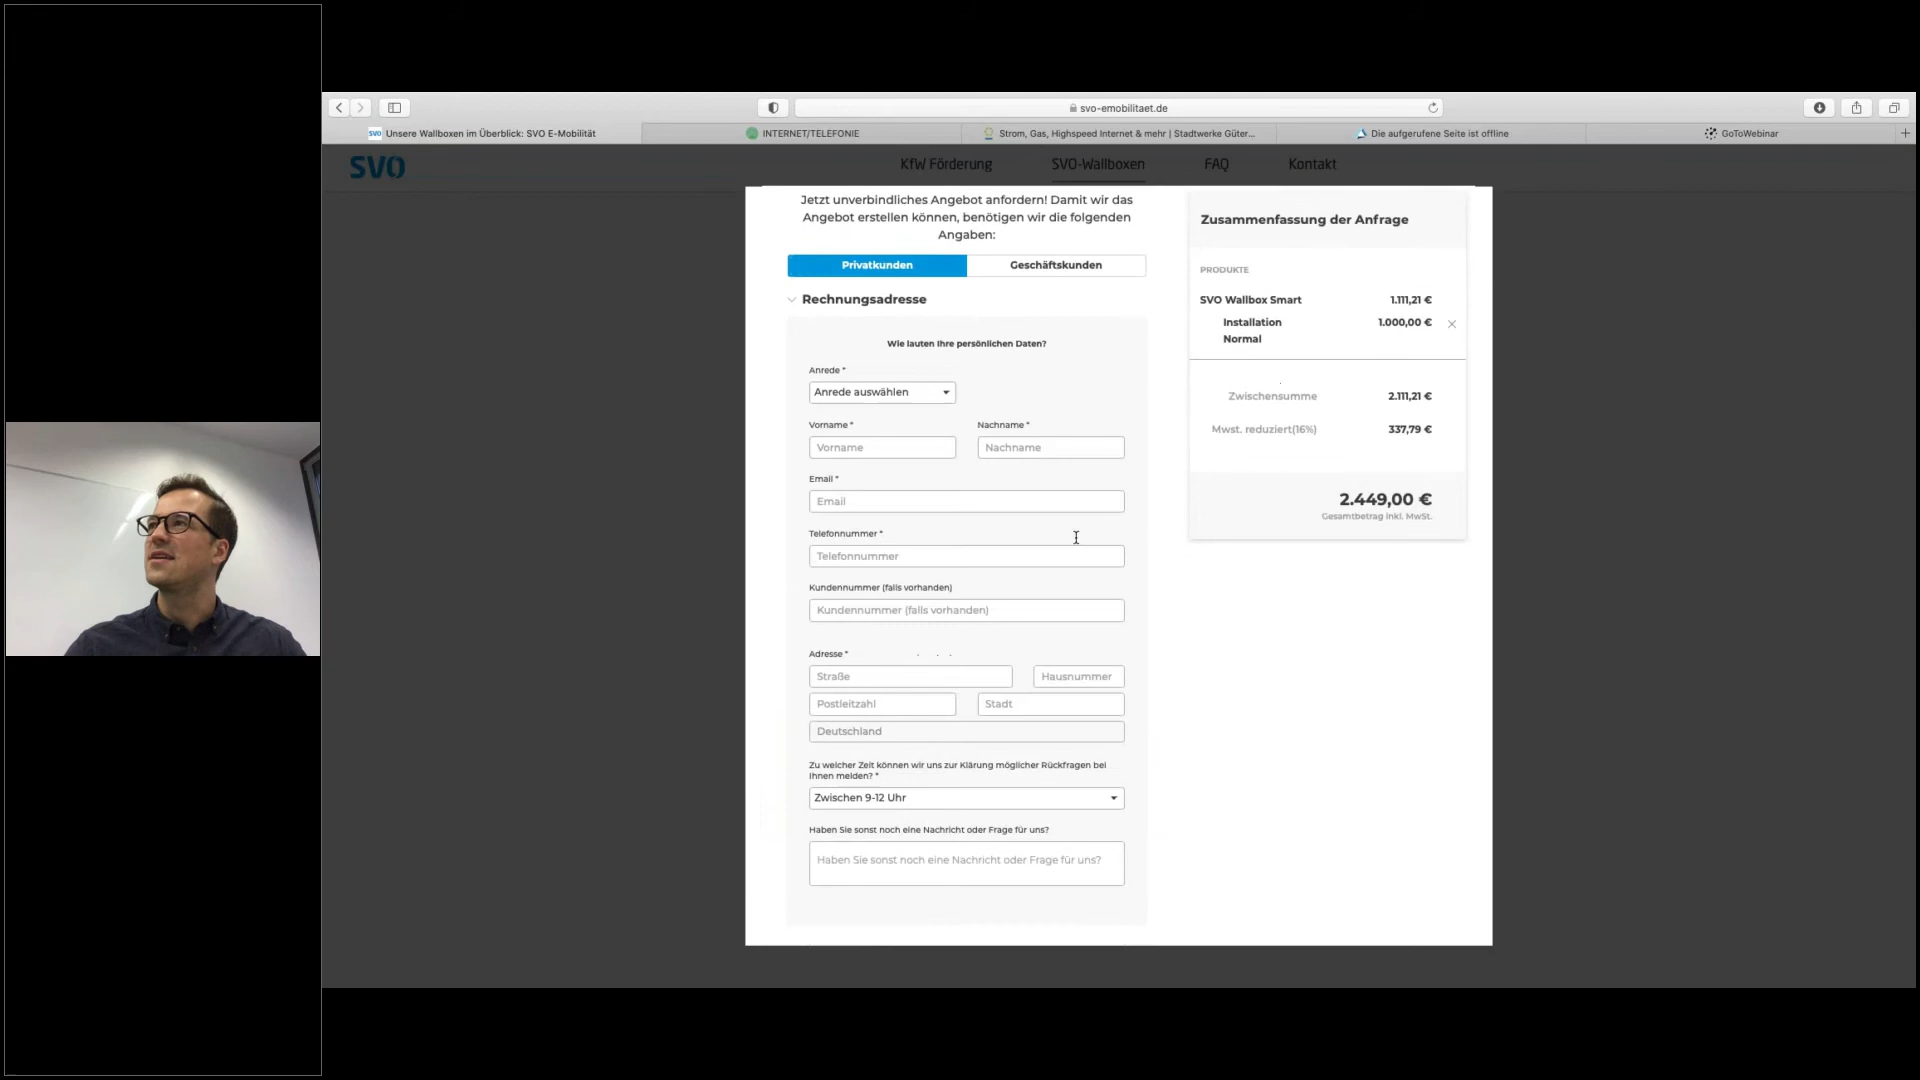 svo-emobilitaet.de
SVO Unsere Wallboxen im Überblick: SVO E-Mobilität
INTERNET/TELEFONIE
Strom, Gas, Highspeed Internet & mehr | Stadtwerke Güter...
Die aufgerufene Seite ist offline
GoToWebinar
SVO
KfW Förderung
SVO-Wallboxen
FAQ
Kontakt
Jetzt unverbindliches Angebot anfordern! Damit wir das
Angebot erstellen können, benötigen wir die folgenden
Angaben:
Privatkunden
Geschäftskunden
Rechnungsadresse
Wie lauten Ihre persönlichen Daten?
Anrede *
Anrede auswählen
Vorname *
Nachname *
Vorname
Nachname
Email *
Email
Telefonnummer *
Telefonnummer
Kundennummer (falls vorhanden)
Kundennummer (falls vorhanden)
Adresse *
Straße
Hausnummer
Postleitzahl
Stadt
Deutschland
Zu welcher Zeit können wir uns zur Klärung möglicher Rückfragen bei
Ihnen melden? *
Zwischen 9-12 Uhr
Haben Sie sonst noch eine Nachricht oder Frage für uns?
Haben Sie sonst noch eine Nachricht oder Frage für uns?
Zusammenfassung der Anfrage
PRODUKTE
SVO Wallbox Smart 1.111,21 €
Installation 1.000,00 €
Normal
Zwischensumme 2.111,21 €
Mwst. reduziert(16%) 337,79 €
2.449,00 €
Gesamtbetrag inkl. MwSt.